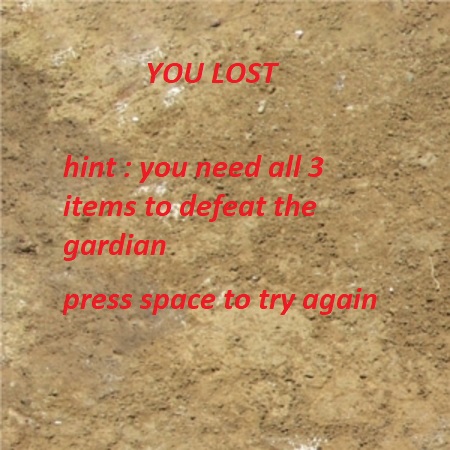 YOU LOST
hint : you need all 3
items to defeat the
gardian
press space to try again